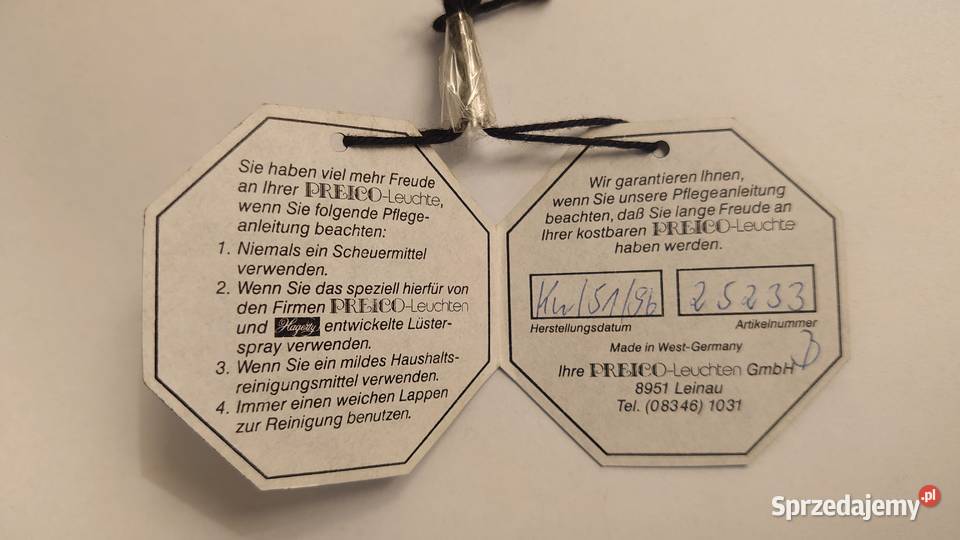 Sie haben viel mehr Freude
an Ihrer PREICO-Leuchte,
wenn Sie folgende Pflege-
anleitung beachten:
1. Niemals ein Scheuermittel
verwenden.
2. Wenn Sie das speziell hierfür von
den Firmen PREICO-Leuchten
und Hagerty entwickelte Lüster-
spray verwenden.
3. Wenn Sie ein mildes Haushalts-
reinigungsmittel verwenden.
4. Immer einen weichen Lappen
zur Reinigung benutzen.
Wir garantieren Ihnen,
wenn Sie unsere Pflegeanleitung
beachten, daß Sie lange Freude an
Ihrer kostbaren PREICO-Leuchte
haben werden.
51/96 25233
Herstellungsdatum Artikelnummer
Made in West-Germany
Ihre PREICO-Leuchten GmbH
8951 Leinau
Tel. (08346) 1031
Sprzedajemy.pl